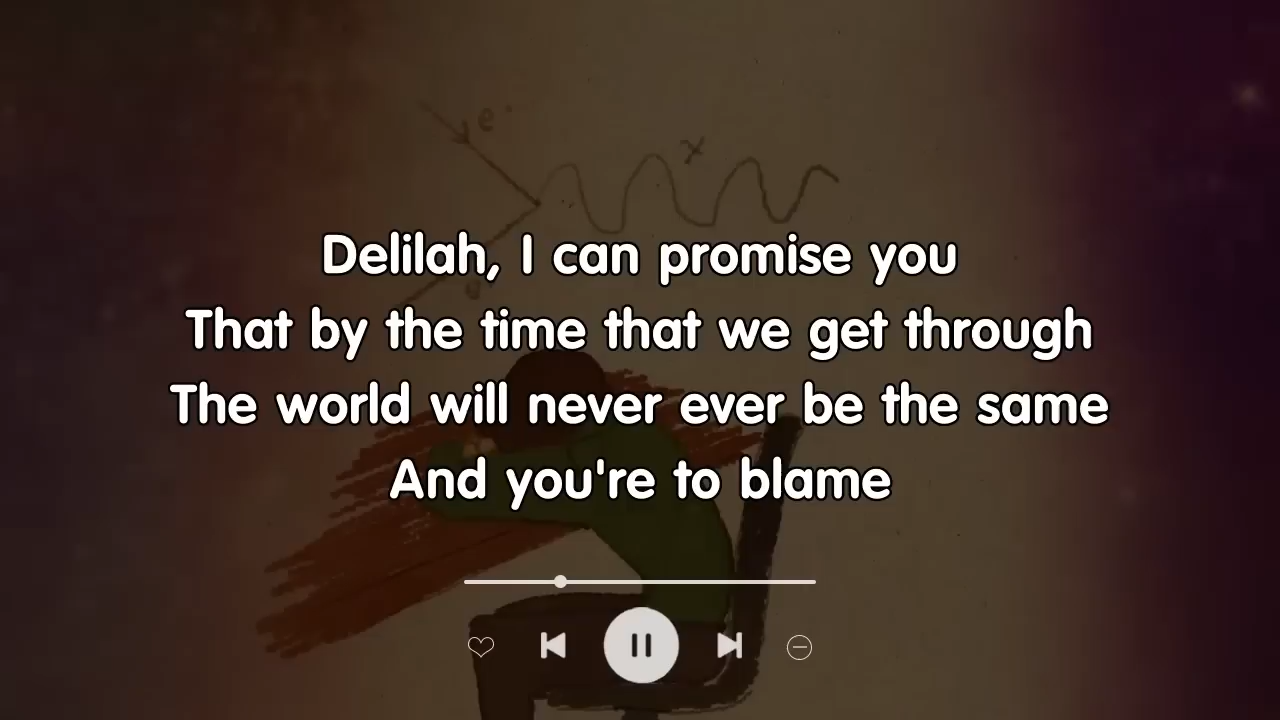 e⁻
x
Delilah, I can promise you
That by the time that we get through
The world will never ever be the same
And you're to blame